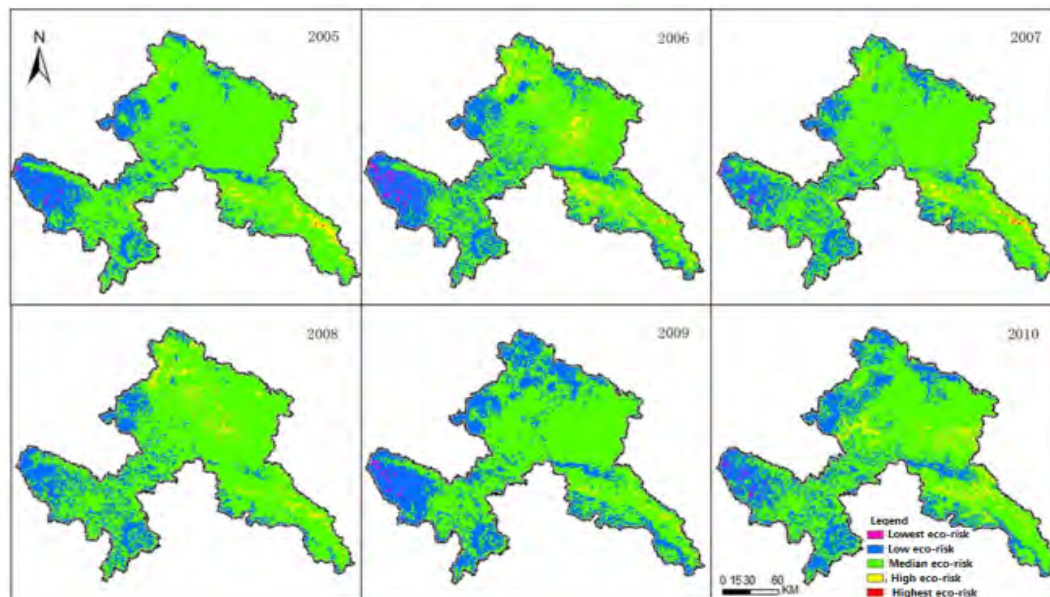 N
2005
2006
2007
2008
2009
2010
Legend
Lowest eco-risk
Low eco-risk
Median eco-risk
High eco-risk
Highest eco-risk
0 15 30 60
KM